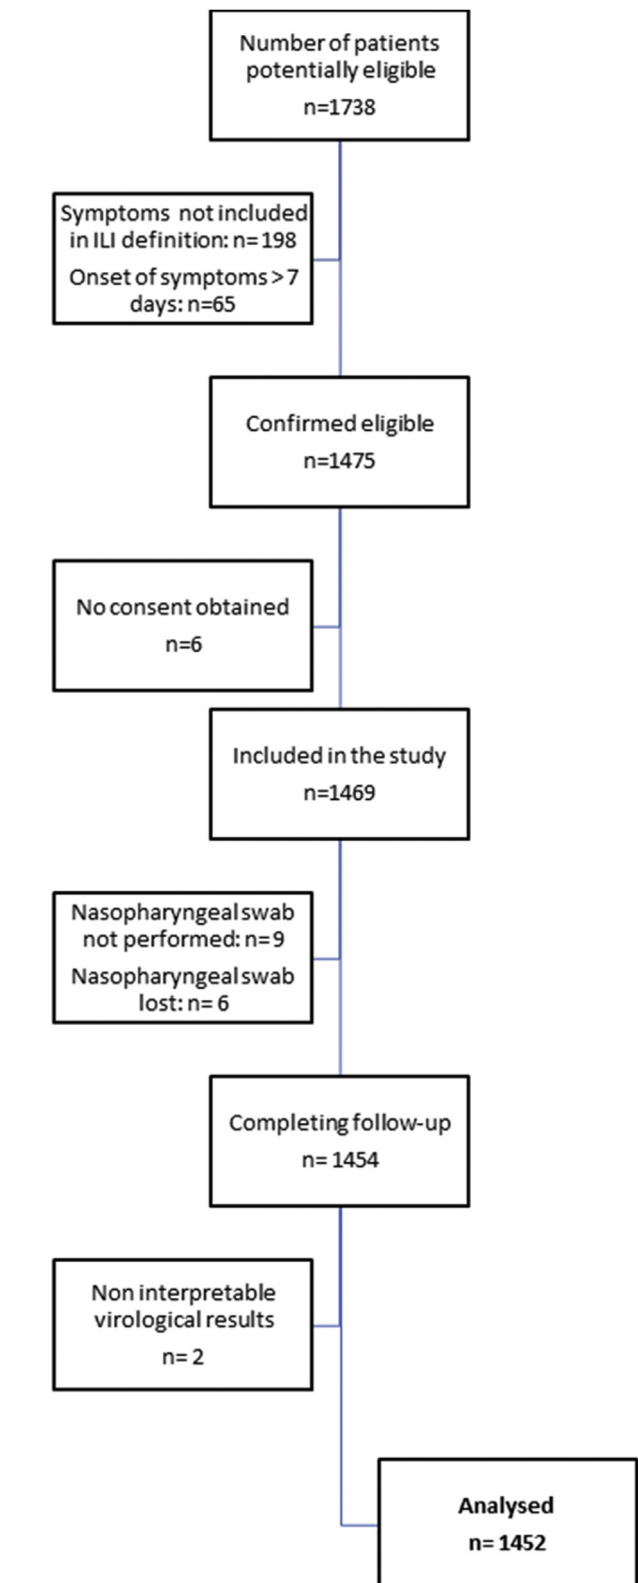 Number of patients
potentially eligible
n=1738
Symptoms not included
in ILI definition: n=198
Onset of symptoms >7
days: n=65
Confirmed eligible
n=1475
No consent obtained
n=6
Included in the study
n=1469
Nasopharyngeal swab
not performed: n=9
Nasopharyngeal swab
lost: n= 6
Completing follow-up
n= 1454
Non interpretable
virological results
n= 2
Analysed
n= 1452